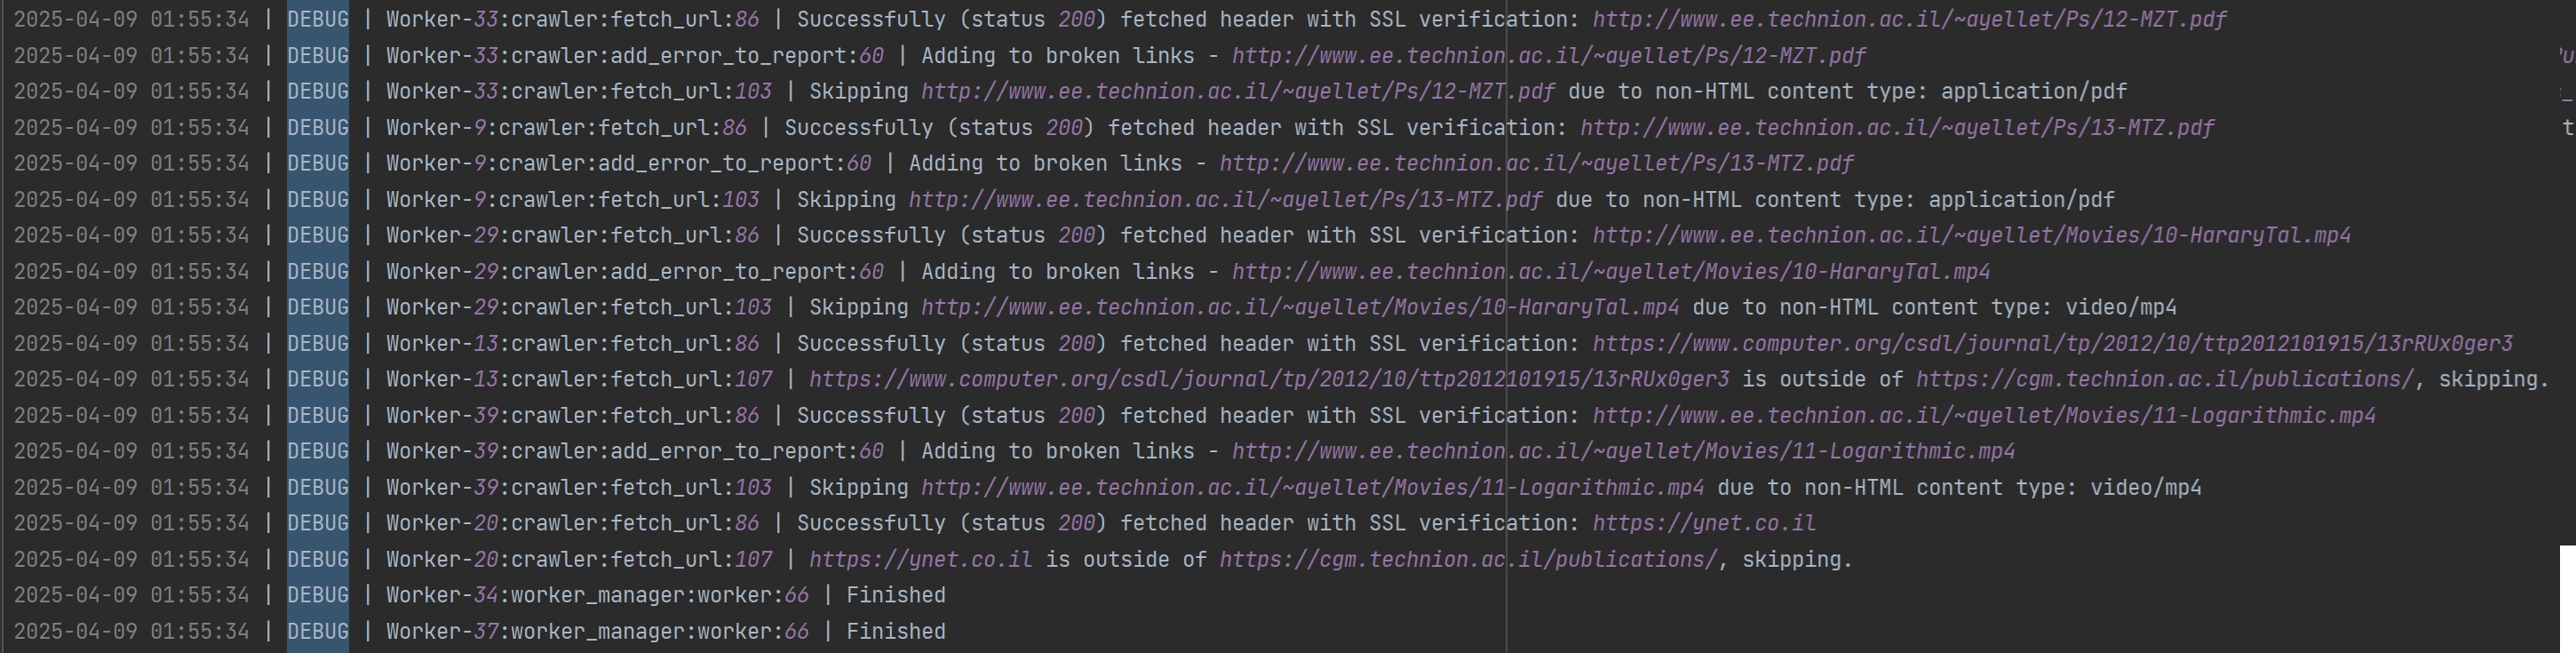 2025-04-09 01:55:34 | DEBUG | Worker-33:crawler:fetch_url:86 | Successfully (status 200) fetched header with SSL verification: http://www.ee.technion.ac.il/~ayellet/Ps/12-MZT.pdf
2025-04-09 01:55:34 | DEBUG | Worker-33:crawler:add_error_to_report:60 | Adding to broken links - http://www.ee.technion.ac.il/~ayellet/Ps/12-MZT.pdf
2025-04-09 01:55:34 | DEBUG | Worker-33:crawler:fetch_url:103 | Skipping http://www.ee.technion.ac.il/~ayellet/Ps/12-MZT.pdf due to non-HTML content type: application/pdf
2025-04-09 01:55:34 | DEBUG | Worker-9:crawler:fetch_url:86 | Successfully (status 200) fetched header with SSL verification: http://www.ee.technion.ac.il/~ayellet/Ps/13-MTZ.pdf
2025-04-09 01:55:34 | DEBUG | Worker-9:crawler:add_error_to_report:60 | Adding to broken links - http://www.ee.technion.ac.il/~ayellet/Ps/13-MTZ.pdf
2025-04-09 01:55:34 | DEBUG | Worker-9:crawler:fetch_url:103 | Skipping http://www.ee.technion.ac.il/~ayellet/Ps/13-MTZ.pdf due to non-HTML content type: application/pdf
2025-04-09 01:55:34 | DEBUG | Worker-29:crawler:fetch_url:86 | Successfully (status 200) fetched header with SSL verification: http://www.ee.technion.ac.il/~ayellet/Movies/10-HararyTal.mp4
2025-04-09 01:55:34 | DEBUG | Worker-29:crawler:add_error_to_report:60 | Adding to broken links - http://www.ee.technion.ac.il/~ayellet/Movies/10-HararyTal.mp4
2025-04-09 01:55:34 | DEBUG | Worker-29:crawler:fetch_url:103 | Skipping http://www.ee.technion.ac.il/~ayellet/Movies/10-HararyTal.mp4 due to non-HTML content type: video/mp4
2025-04-09 01:55:34 | DEBUG | Worker-13:crawler:fetch_url:86 | Successfully (status 200) fetched header with SSL verification: https://www.computer.org/csdl/journal/tp/2012/10/ttp2012101915/13rRUx0ger3
2025-04-09 01:55:34 | DEBUG | Worker-13:crawler:fetch_url:107 | https://www.computer.org/csdl/journal/tp/2012/10/ttp2012101915/13rRUx0ger3 is outside of https://cgm.technion.ac.il/publications/, skipping.
2025-04-09 01:55:34 | DEBUG | Worker-39:crawler:fetch_url:86 | Successfully (status 200) fetched header with SSL verification: http://www.ee.technion.ac.il/~ayellet/Movies/11-Logarithmic.mp4
2025-04-09 01:55:34 | DEBUG | Worker-39:crawler:add_error_to_report:60 | Adding to broken links - http://www.ee.technion.ac.il/~ayellet/Movies/11-Logarithmic.mp4
2025-04-09 01:55:34 | DEBUG | Worker-39:crawler:fetch_url:103 | Skipping http://www.ee.technion.ac.il/~ayellet/Movies/11-Logarithmic.mp4 due to non-HTML content type: video/mp4
2025-04-09 01:55:34 | DEBUG | Worker-20:crawler:fetch_url:86 | Successfully (status 200) fetched header with SSL verification: https://ynet.co.il
2025-04-09 01:55:34 | DEBUG | Worker-20:crawler:fetch_url:107 | https://ynet.co.il is outside of https://cgm.technion.ac.il/publications/, skipping.
2025-04-09 01:55:34 | DEBUG | Worker-34:worker_manager:worker:66 | Finished
2025-04-09 01:55:34 | DEBUG | Worker-37:worker_manager:worker:66 | Finished